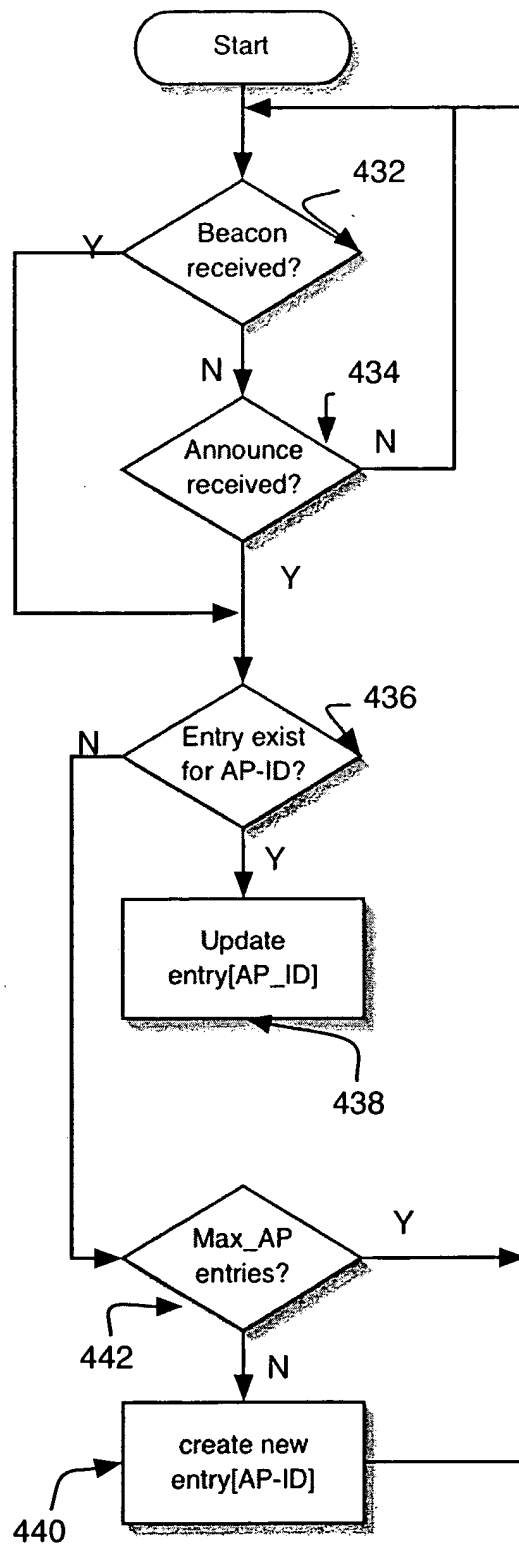 Start
432
Y
Beacon
received?
N
434
Announce
received?
N
Y
436
N
Entry exist
for AP-ID?
Y
Update
entry[AP_ID]
438
Y
Max_AP
entries?
442
N
create new
entry[AP-ID]
440